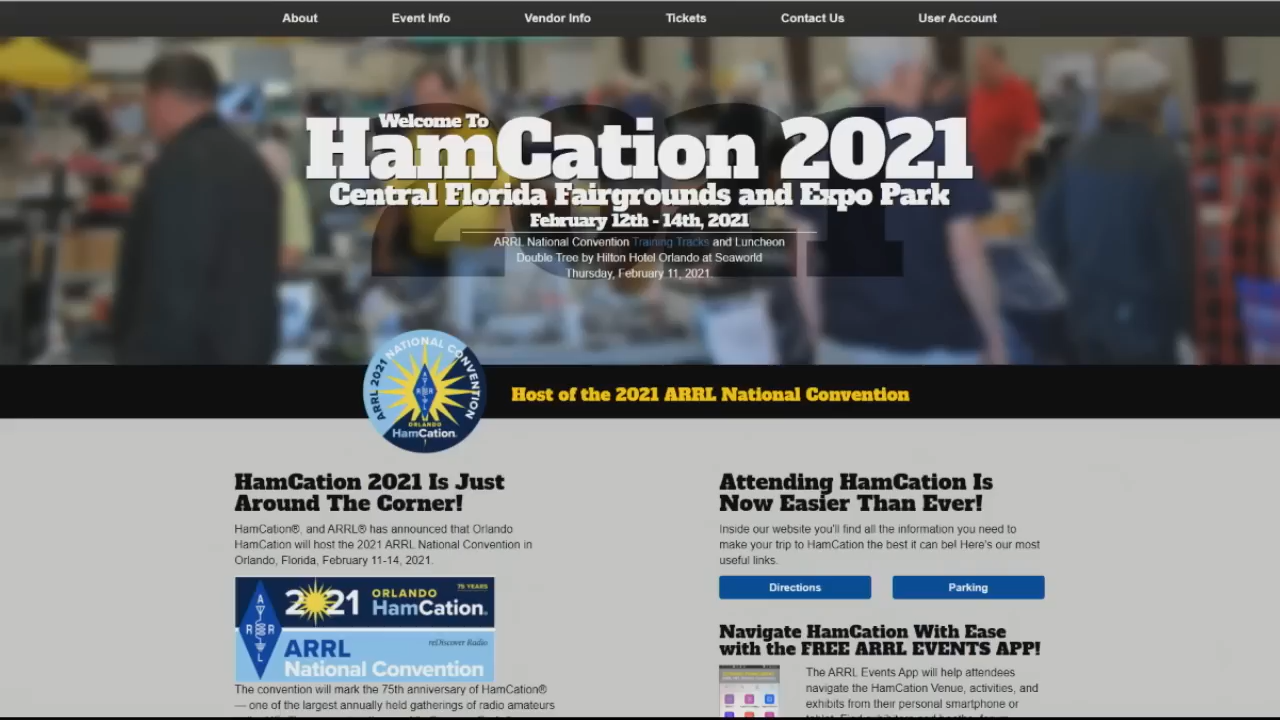 About Event Info Vendor Info Tickets Contact Us User Account
2021
Welcome To
HamCation 2021
Central Florida Fairgrounds and Expo Park
February 12th - 14th, 2021
ARRL National Convention Training Tracks and Luncheon
Double Tree by Hilton Hotel Orlando at Seaworld
Thursday, February 11, 2021
ARRL 2021 NATIONAL CONVENTION
ARRL
ORLANDO
HamCation.
Host of the 2021 ARRL National Convention
HamCation 2021 Is Just
Around The Corner!
HamCation®, and ARRL® has announced that Orlando
HamCation will host the 2021 ARRL National Convention in
Orlando, Florida, February 11-14, 2021.
75 YEARS
2021 ORLANDO
HamCation.
ARRL
reDiscover Radio
ARRL
National Convention
The convention will mark the 75th anniversary of HamCation®
— one of the largest annually held gatherings of radio amateurs
Attending HamCation Is
Now Easier Than Ever!
Inside our website you'll find all the information you need to
make your trip to HamCation the best it can be! Here's our most
useful links.
Directions Parking
Navigate HamCation With Ease
with the FREE ARRL EVENTS APP!
The ARRL Events App will help attendees
navigate the HamCation Venue, activities, and
exhibits from their personal smartphone or